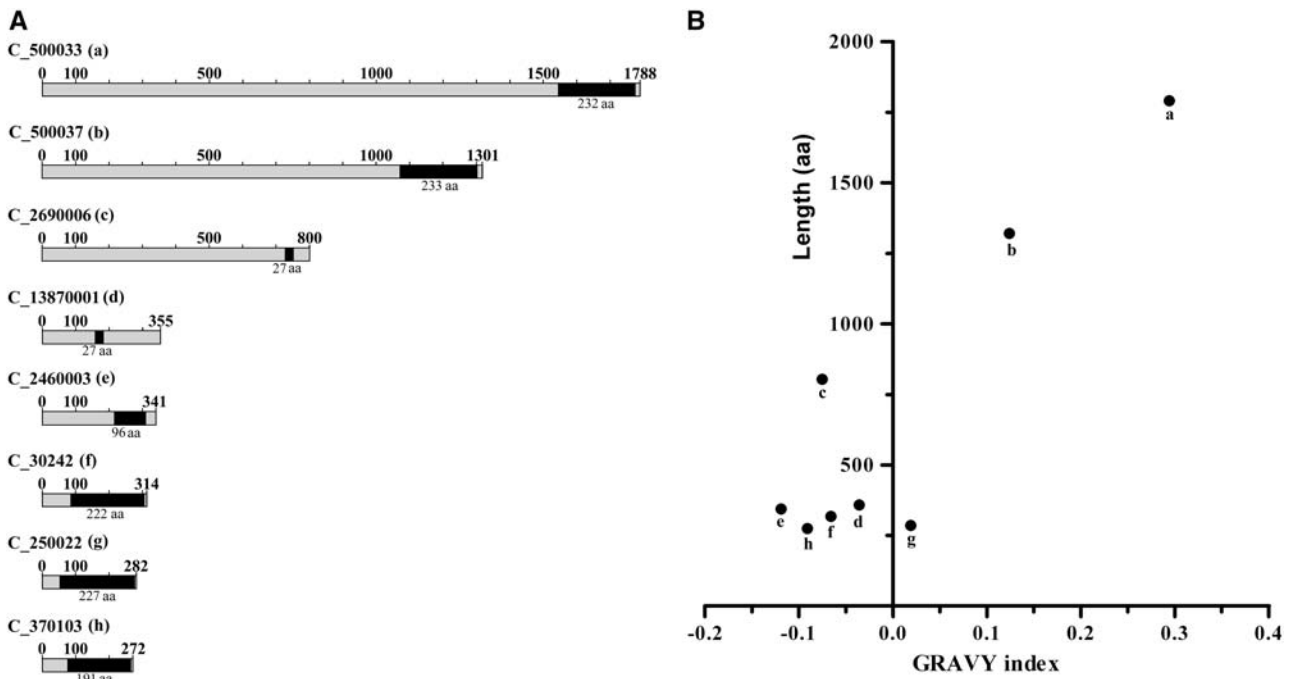 A
C_500033 (a)
0 100 500 1000 1500 1788
232 aa
C_500037 (b)
0 100 500 1000 1301
233 aa
C_2690006 (c)
0 100 500 800
27 aa
C_13870001 (d)
0 100 355
27 aa
C_2460003 (e)
0 100 341
96 aa
C_30242 (f)
0 100 314
222 aa
C_250022 (g)
0 100 282
227 aa
C_370103 (h)
0 100 272
191 aa
B
2000
1500
1000
500
Length (aa)
a
b
c
e
h
f
d
g
-0.2 -0.1 0.0 0.1 0.2 0.3 0.4
GRAVY index